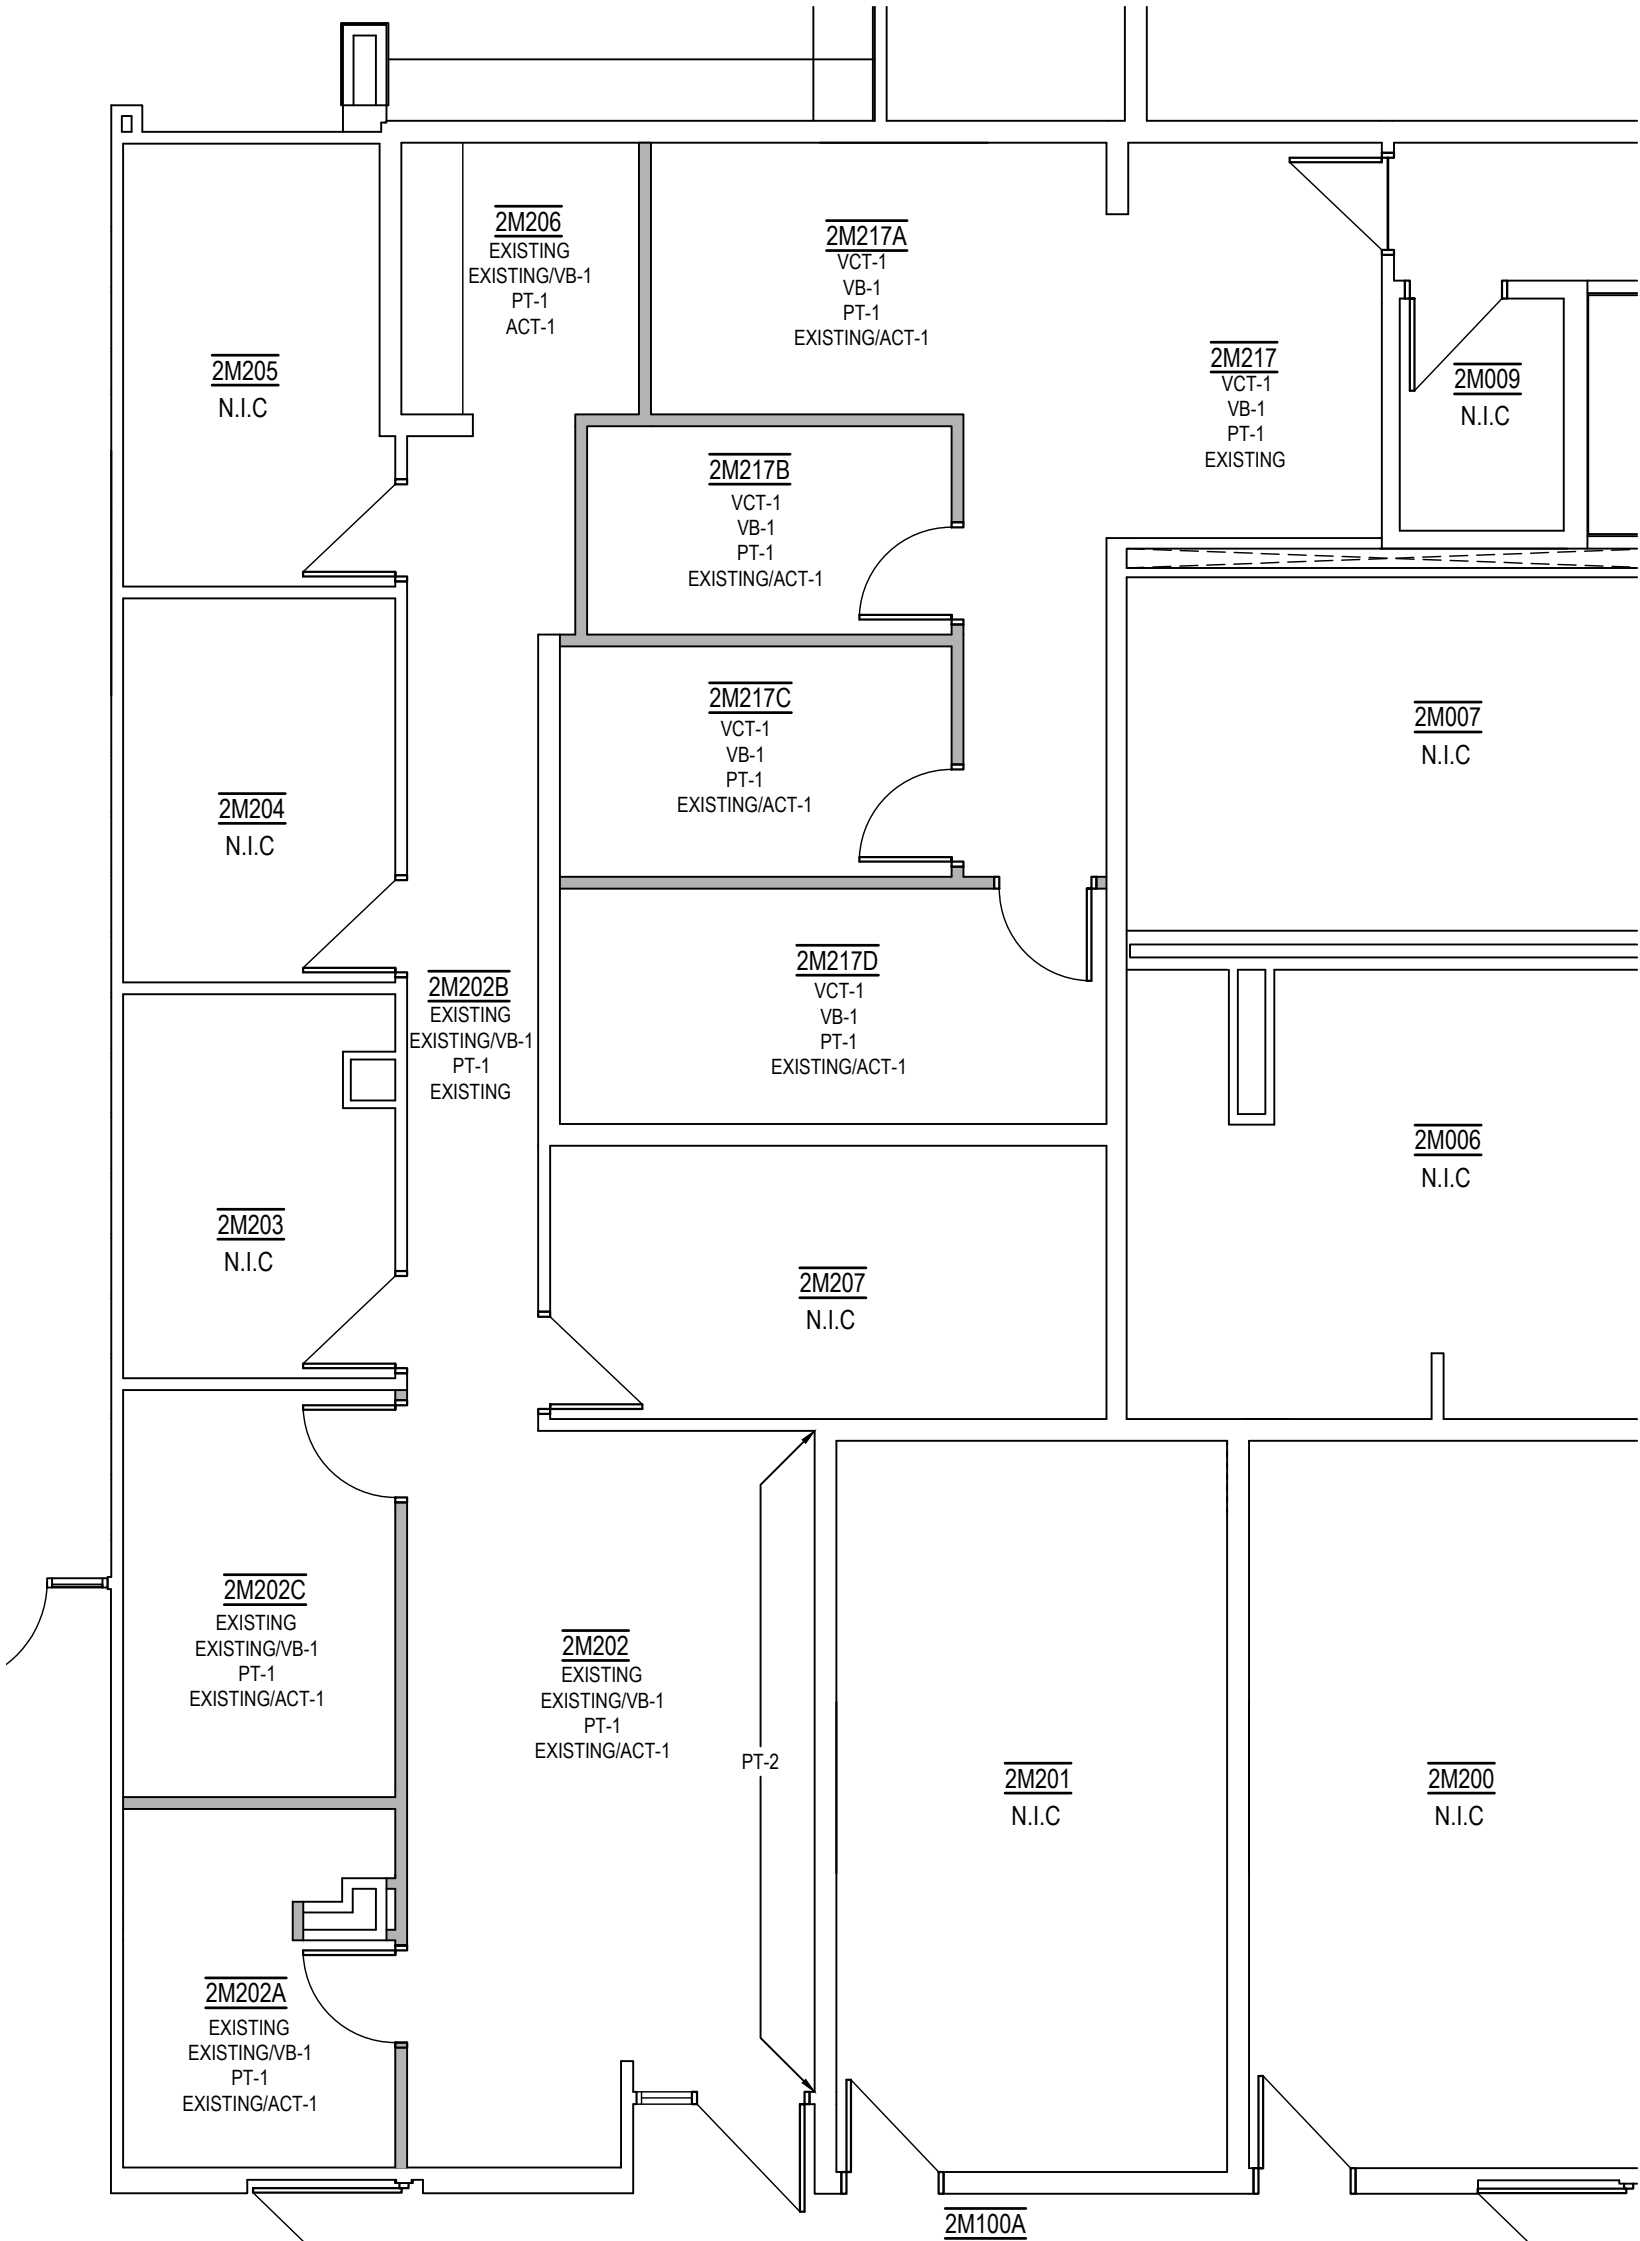 2M206
EXISTING
EXISTING/VB-1
PT-1
ACT-1
2M217A
VCT-1
VB-1
PT-1
EXISTING/ACT-1
2M205
N.I.C
2M217
VCT-1
VB-1
PT-1
EXISTING
2M009
N.I.C
2M217B
VCT-1
VB-1
PT-1
EXISTING/ACT-1
2M217C
VCT-1
VB-1
PT-1
EXISTING/ACT-1
2M007
N.I.C
2M204
N.I.C
2M202B
EXISTING
EXISTING/VB-1
PT-1
EXISTING
2M217D
VCT-1
VB-1
PT-1
EXISTING/ACT-1
2M006
N.I.C
2M203
N.I.C
2M207
N.I.C
2M202C
EXISTING
EXISTING/VB-1
PT-1
EXISTING/ACT-1
2M202
EXISTING
EXISTING/VB-1
PT-1
EXISTING/ACT-1
PT-2
2M201
N.I.C
2M200
N.I.C
2M202A
EXISTING
EXISTING/VB-1
PT-1
EXISTING/ACT-1
2M100A